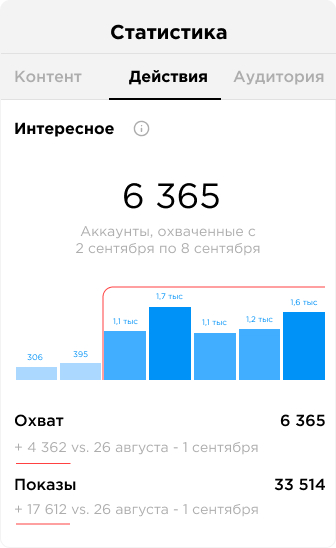 Статистика
Контент Действия Аудитория
Интересное
6 365
Аккаунты, охваченные с
2 сентября по 8 сентября
306 395 1,1 тыс 1,7 тыс 1,1 тыс 1,2 тыс 1,6 тыс
Охват 6 365
+ 4 362 vs. 26 августа - 1 сентября
Показы 33 514
+ 17 612 vs. 26 августа - 1 сентября